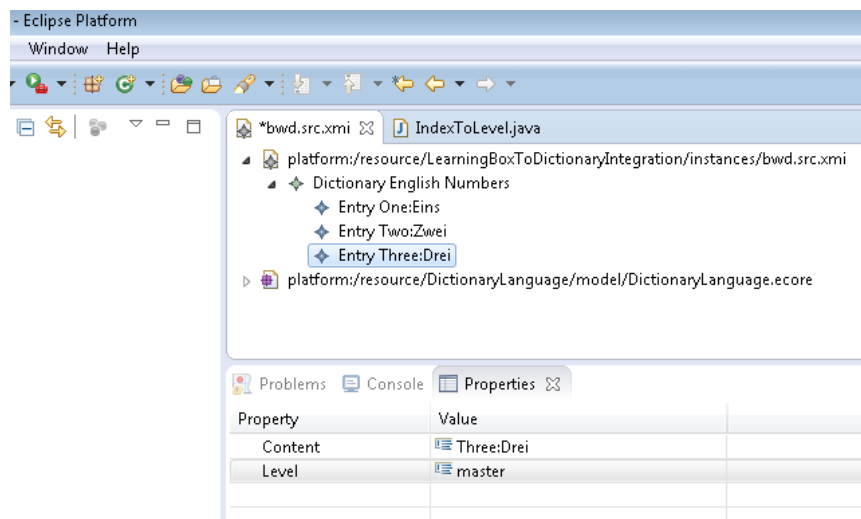 - Eclipse Platform
Window Help
*bwd.src.xmi IndexToLevel.java
platform:/resource/LearningBoxToDictionaryIntegration/instances/bwd.src.xmi
Dictionary English Numbers
Entry One:Eins
Entry Two:Zwei
Entry Three:Drei
platform:/resource/DictionaryLanguage/model/DictionaryLanguage.ecore
Problems Console Properties
Property Value
Content Three:Drei
Level master